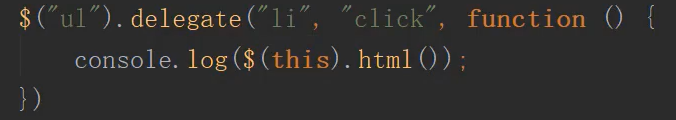 $("ul").delegate("li", "click", function () {
console.log($(this).html());
})